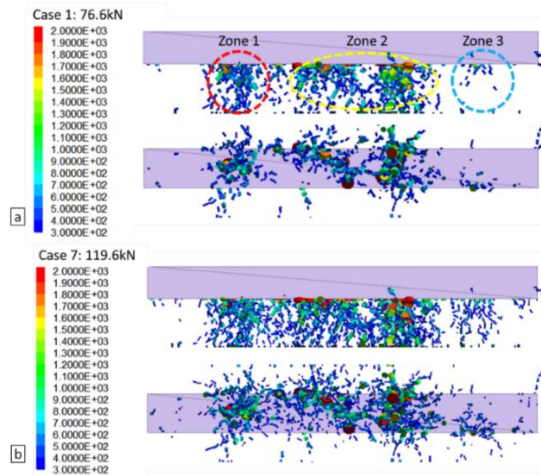 Case 1: 76.6kN
2.0000E+03
1.9000E+03
1.8000E+03
1.7000E+03
1.6000E+03
1.5000E+03
1.4000E+03
1.3000E+03
1.2000E+03
1.1000E+03
1.0000E+03
9.0000E+02
8.0000E+02
7.0000E+02
6.0000E+02
5.0000E+02
4.0000E+02
3.0000E+02
Zone 1
Zone 2
Zone 3
a
Case 7: 119.6kN
2.0000E+03
1.9000E+03
1.8000E+03
1.7000E+03
1.6000E+03
1.5000E+03
1.4000E+03
1.3000E+03
1.2000E+03
1.1000E+03
1.0000E+03
9.0000E+02
8.0000E+02
7.0000E+02
6.0000E+02
5.0000E+02
4.0000E+02
3.0000E+02
b